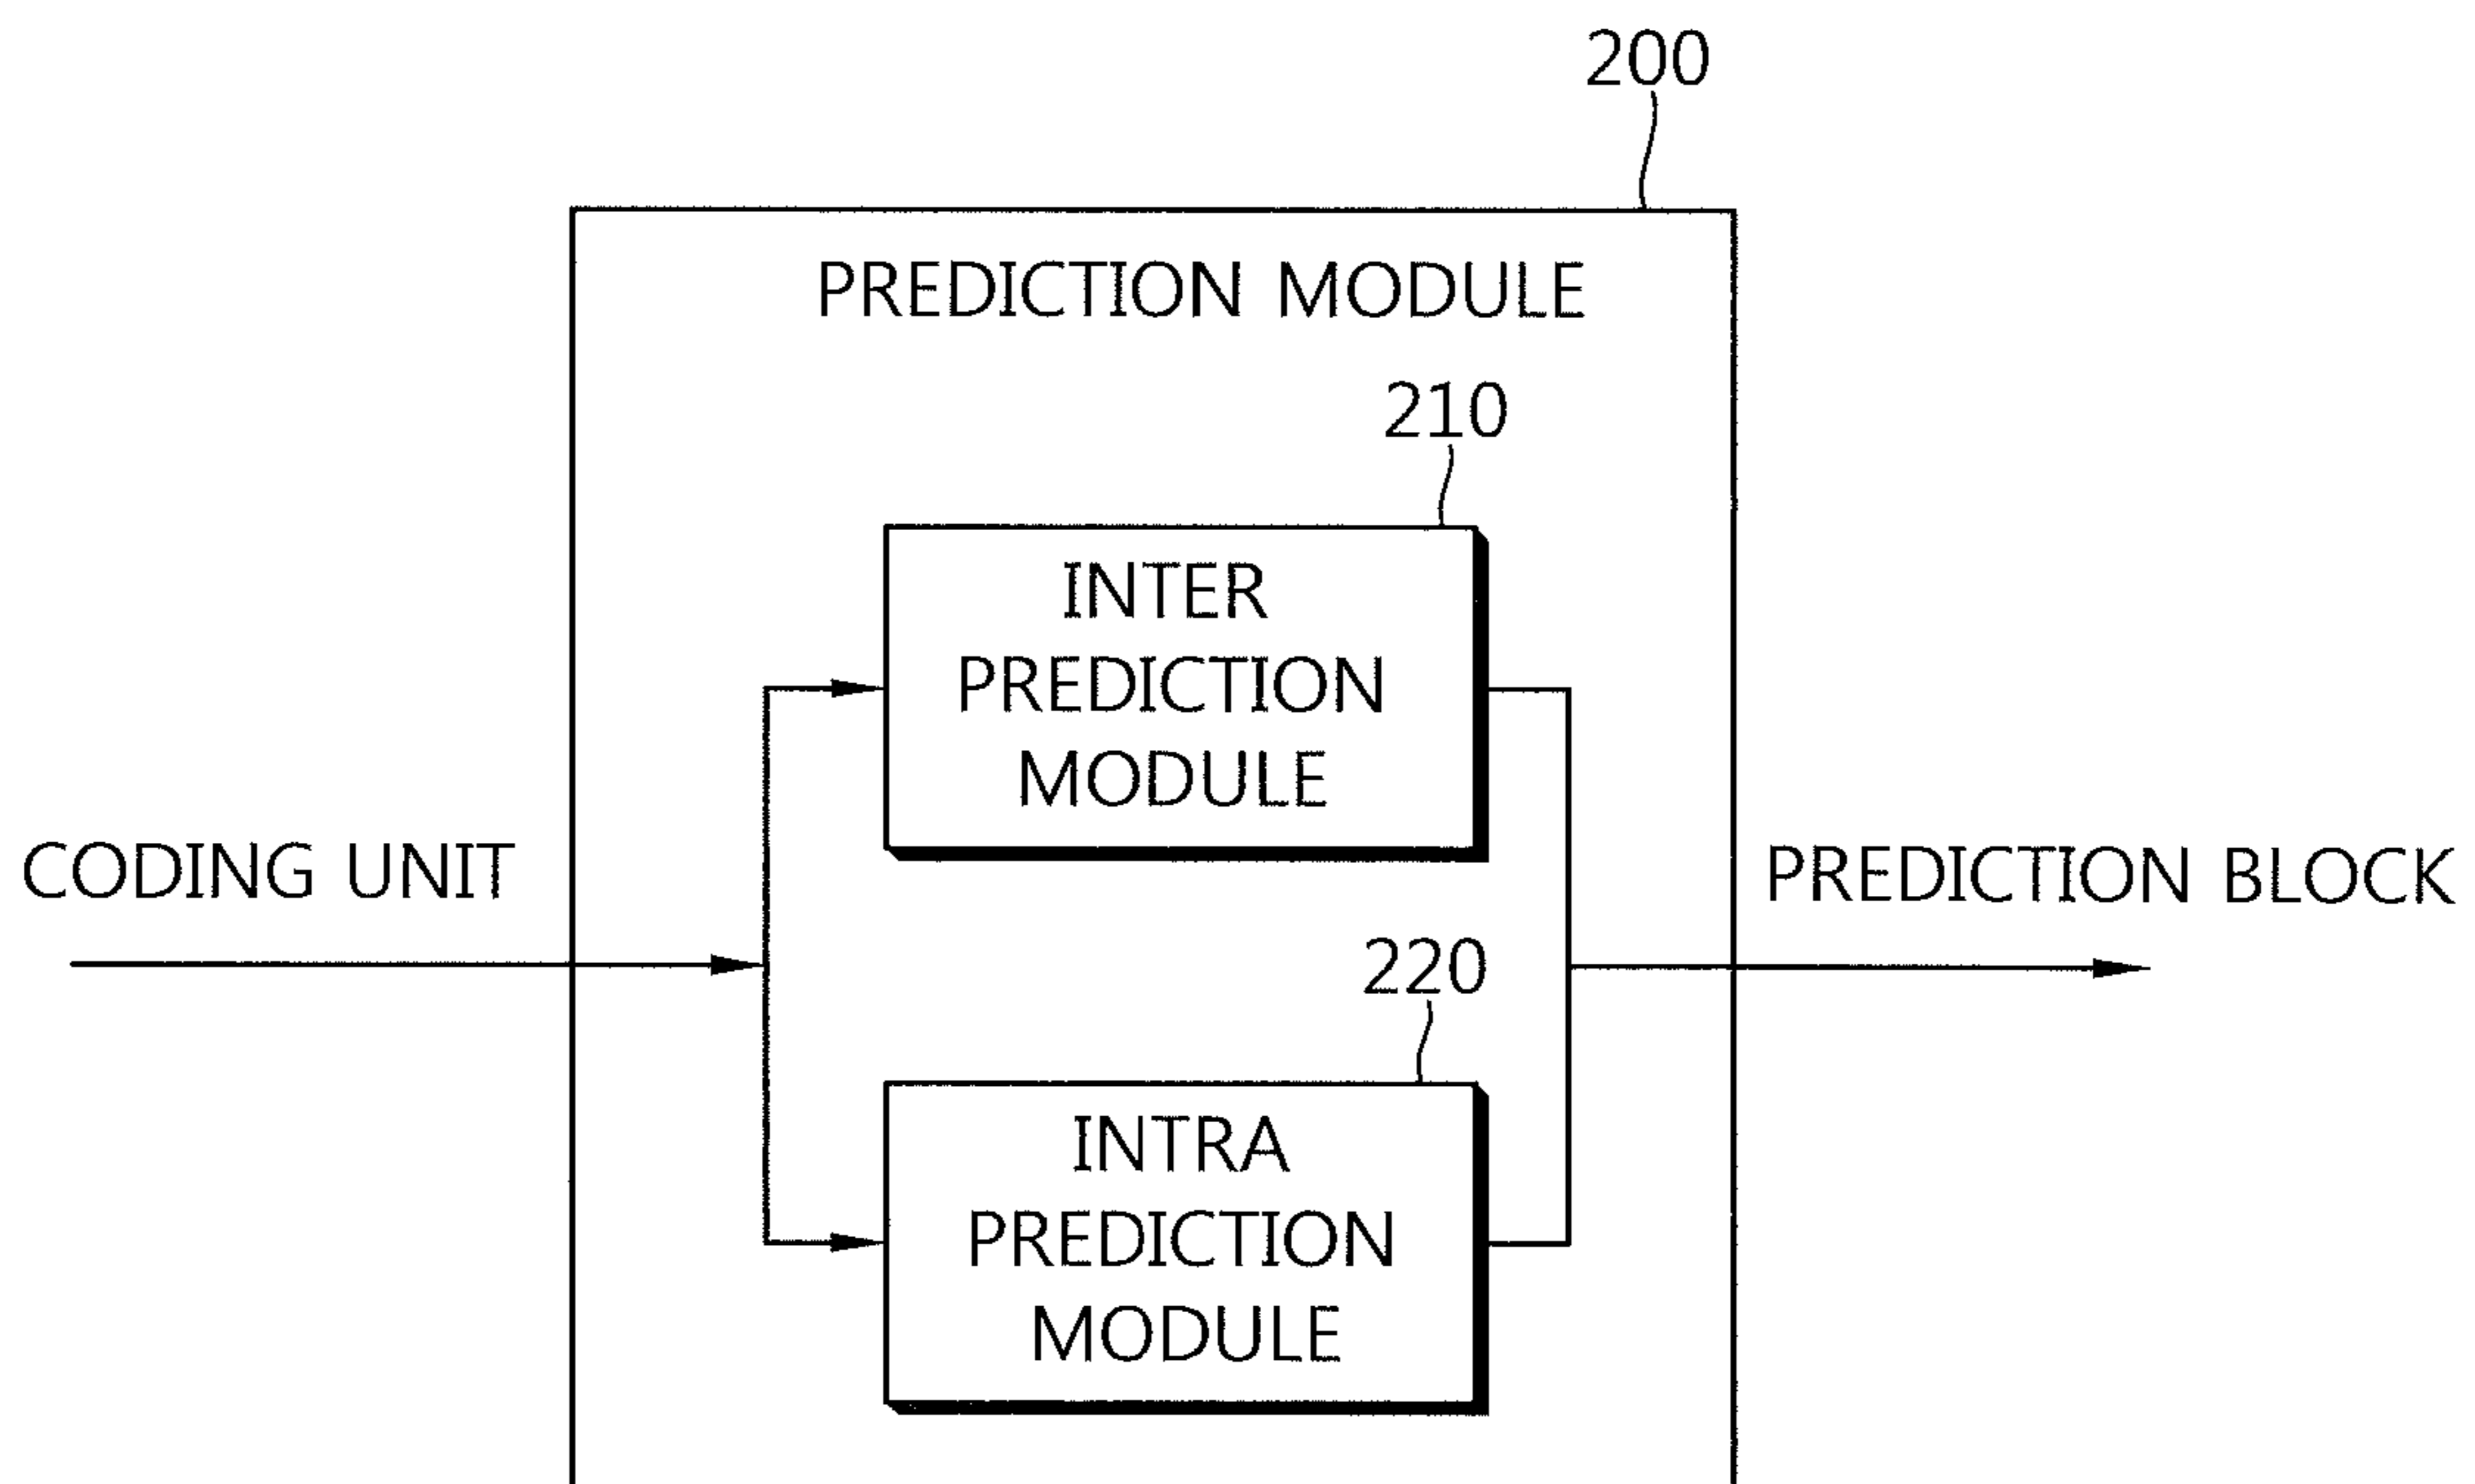 200
PREDICTION MODULE
210
INTER
PREDICTION
MODULE
CODING UNIT
PREDICTION BLOCK
220
INTRA
PREDICTION
MODULE